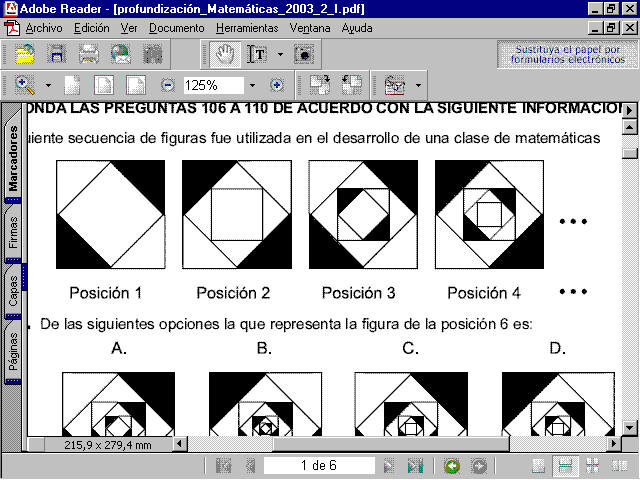 Adobe Reader - [profundización_Matemáticas_2003_2_I.pdf]
Archivo Edición Ver Documento Herramientas Ventana Ayuda
Sustituya el papel por
formularios electrónicos
125%
ONDA LAS PREGUNTAS 106 A 110 DE ACUERDO CON LA SIGUIENTE INFORMACIÓN
uiente secuencia de figuras fue utilizada en el desarrollo de una clase de matemáticas
Marcadores
Firmas
Capas
Páginas
Posición 1 Posición 2 Posición 3 Posición 4 ...
De las siguientes opciones la que representa la figura de la posición 6 es:
A. B. C. D.
215,9 x 279,4 mm
1 de 6